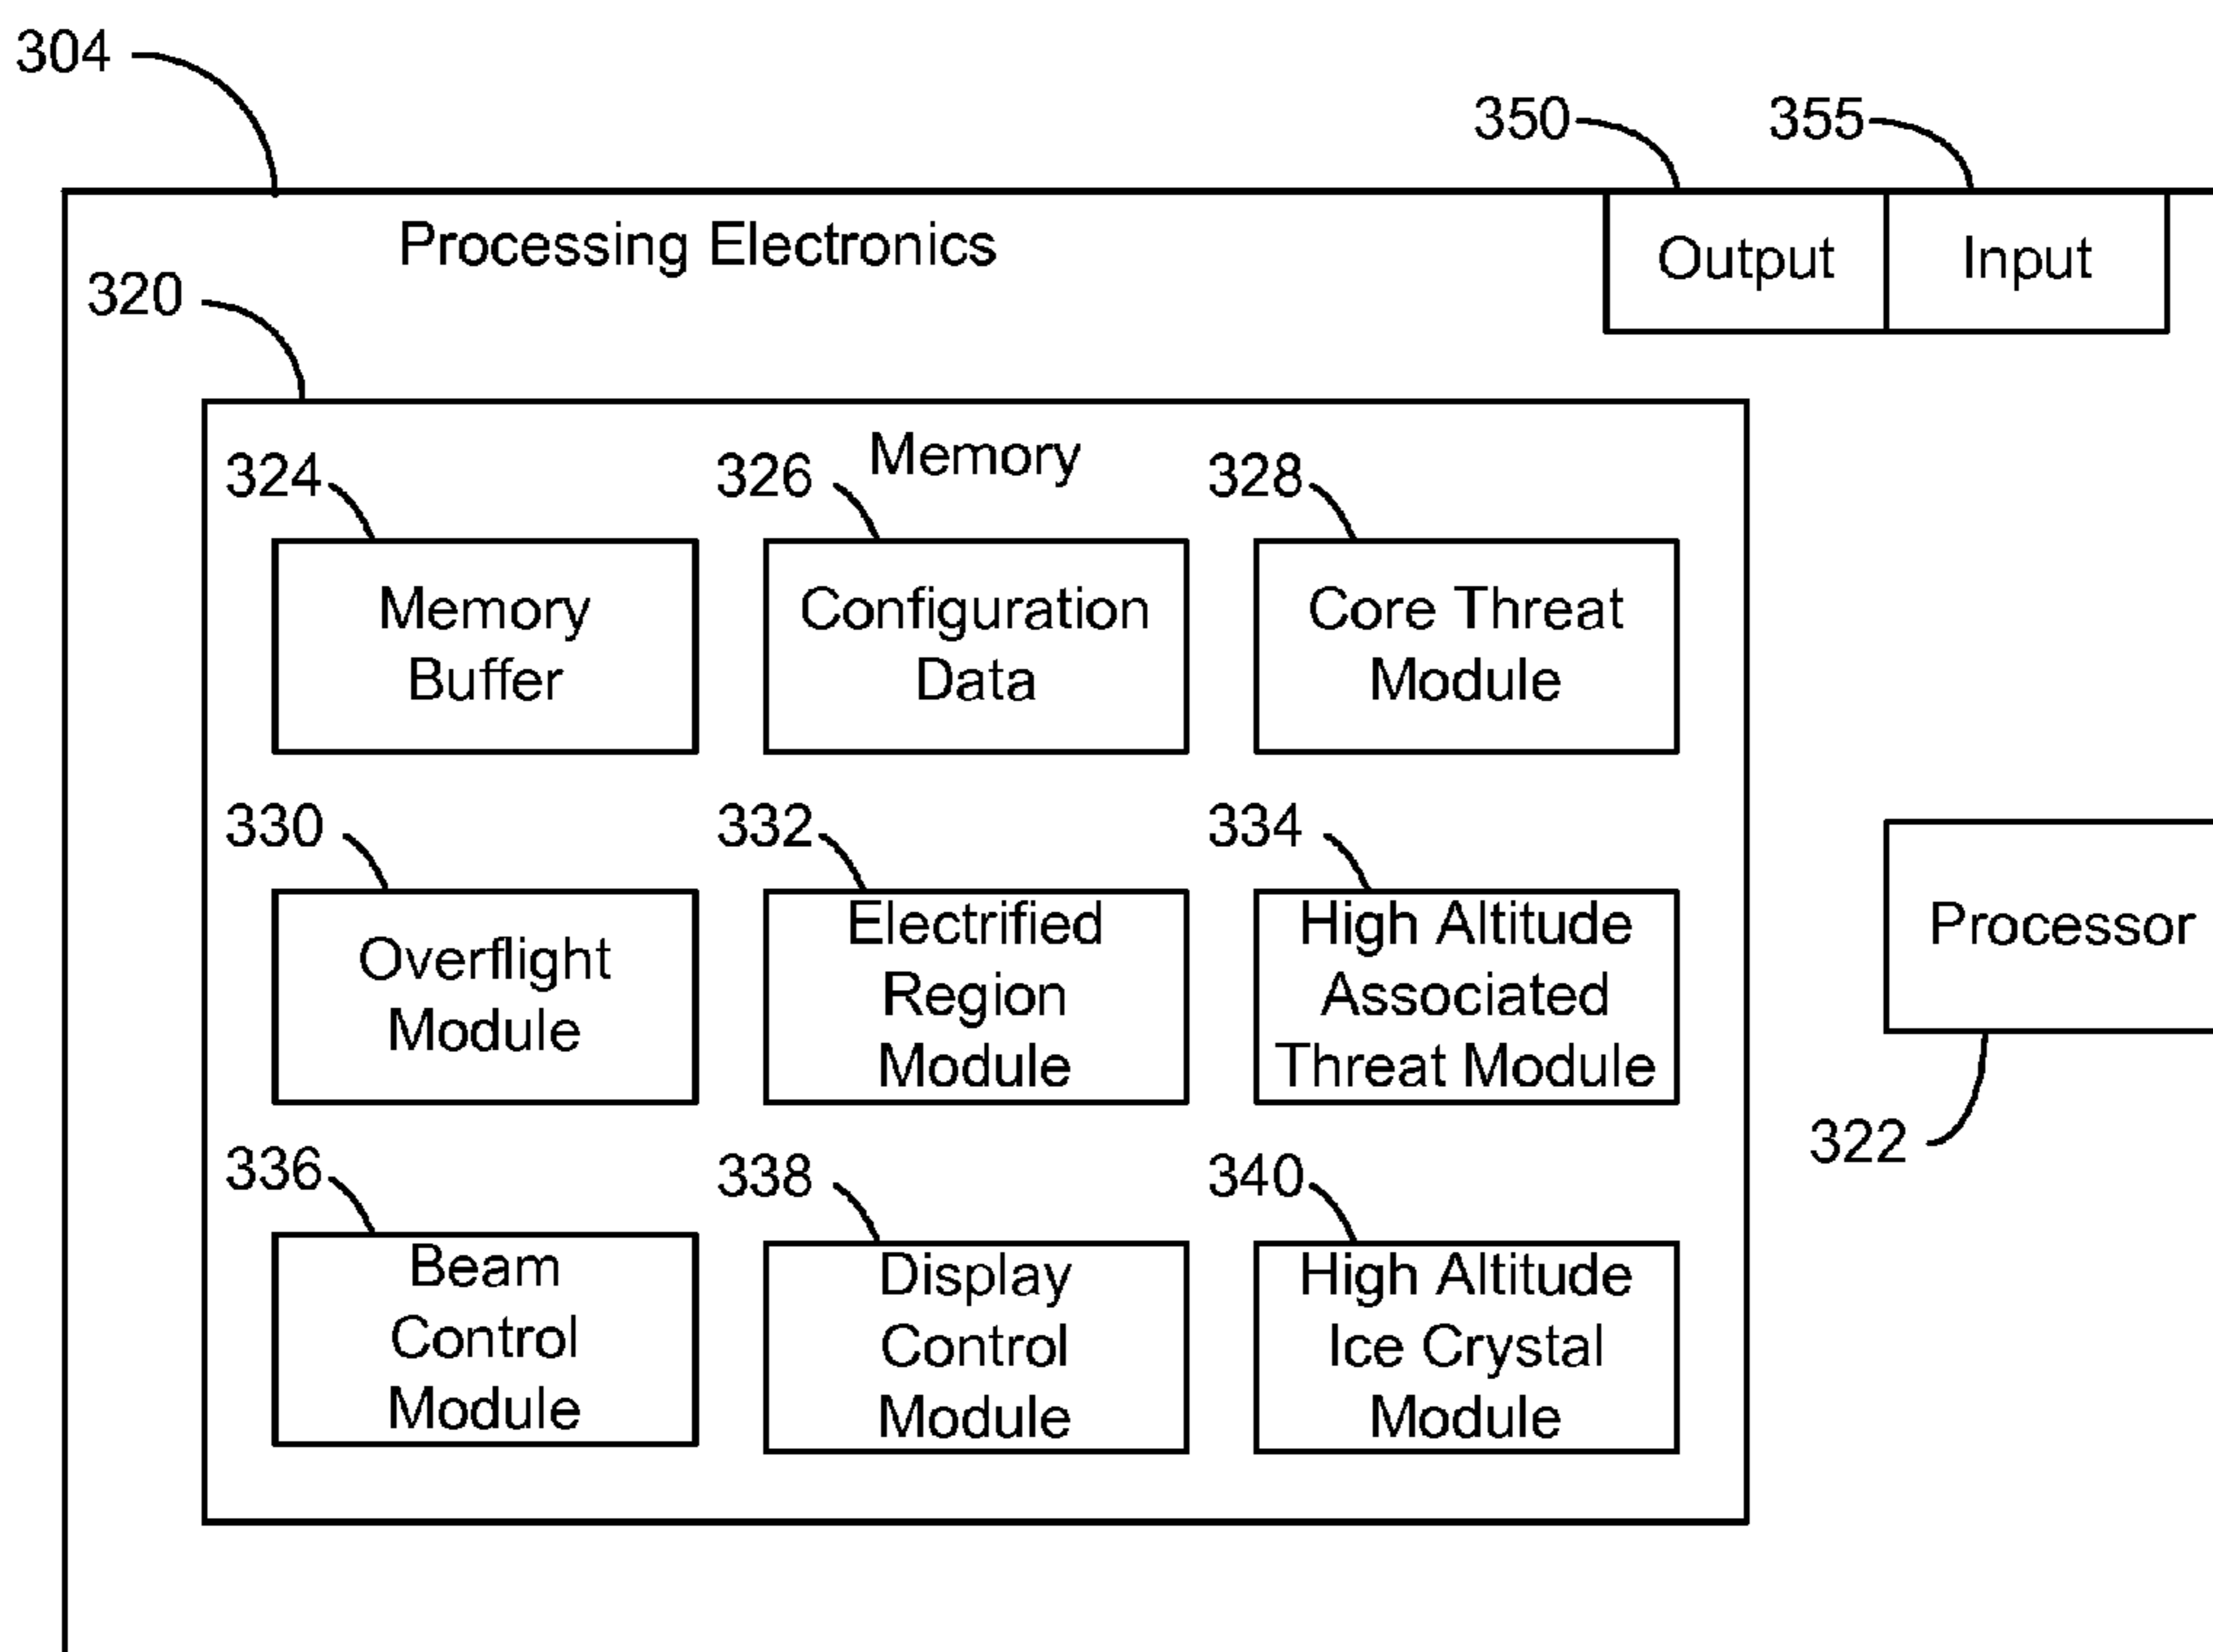 304
350
355
Processing Electronics
Output
Input
320
Memory
324
326
328
Memory
Buffer
Configuration
Data
Core Threat
Module
330
332
334
Overflight
Module
Electrified
Region
Module
High Altitude
Associated
Threat Module
Processor
322
336
338
340
Beam
Control
Module
Display
Control
Module
High Altitude
Ice Crystal
Module